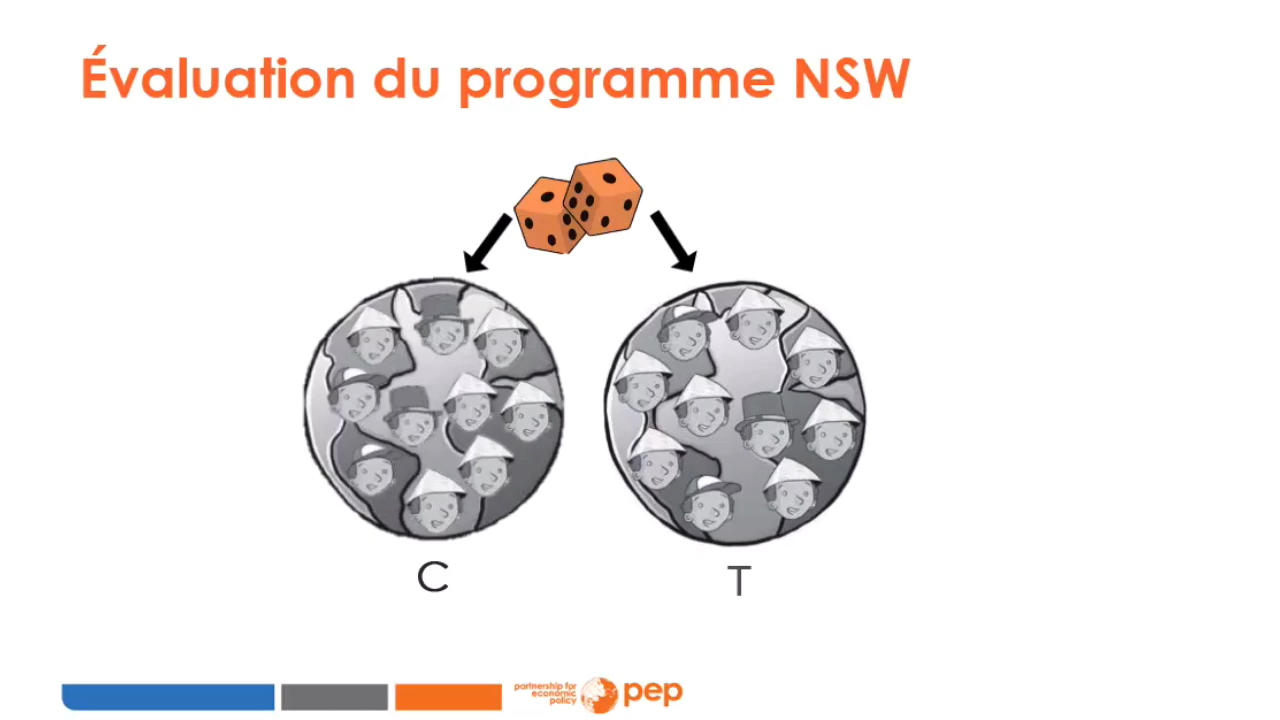 Évaluation du programme NSW
C
T
partnership for
economic
policy
pep